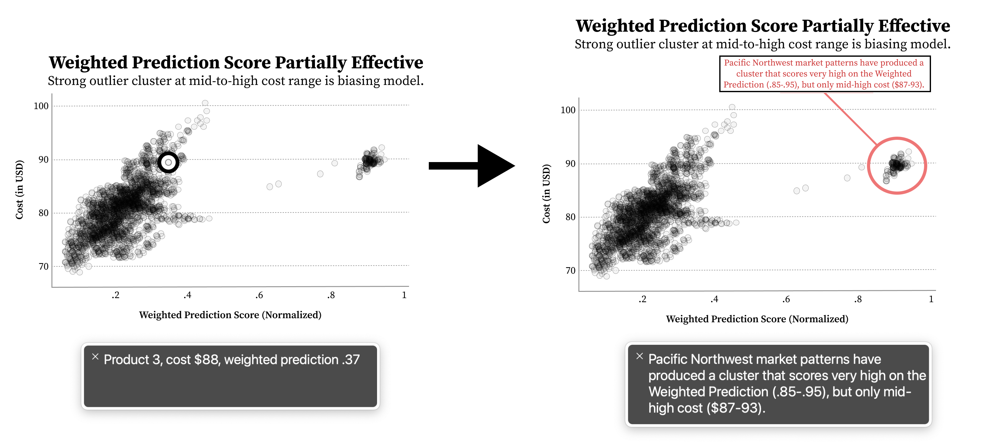 Weighted Prediction Score Partially Effective
Strong outlier cluster at mid-to-high cost range is biasing model.
100
90
80
70
Cost (in USD)
.2 .4 .6 .8 1
Weighted Prediction Score (Normalized)
× Product 3, cost $88, weighted prediction .37
Weighted Prediction Score Partially Effective
Strong outlier cluster at mid-to-high cost range is biasing model.
Pacific Northwest market patterns have produced a
cluster that scores very high on the Weighted
Prediction (.85-.95), but only mid-high cost ($87-93).
100
90
80
70
Cost (in USD)
.2 .4 .6 .8 1
Weighted Prediction Score (Normalized)
× Pacific Northwest market patterns have
produced a cluster that scores very high on the
Weighted Prediction (.85-.95), but only mid-
high cost ($87-93).